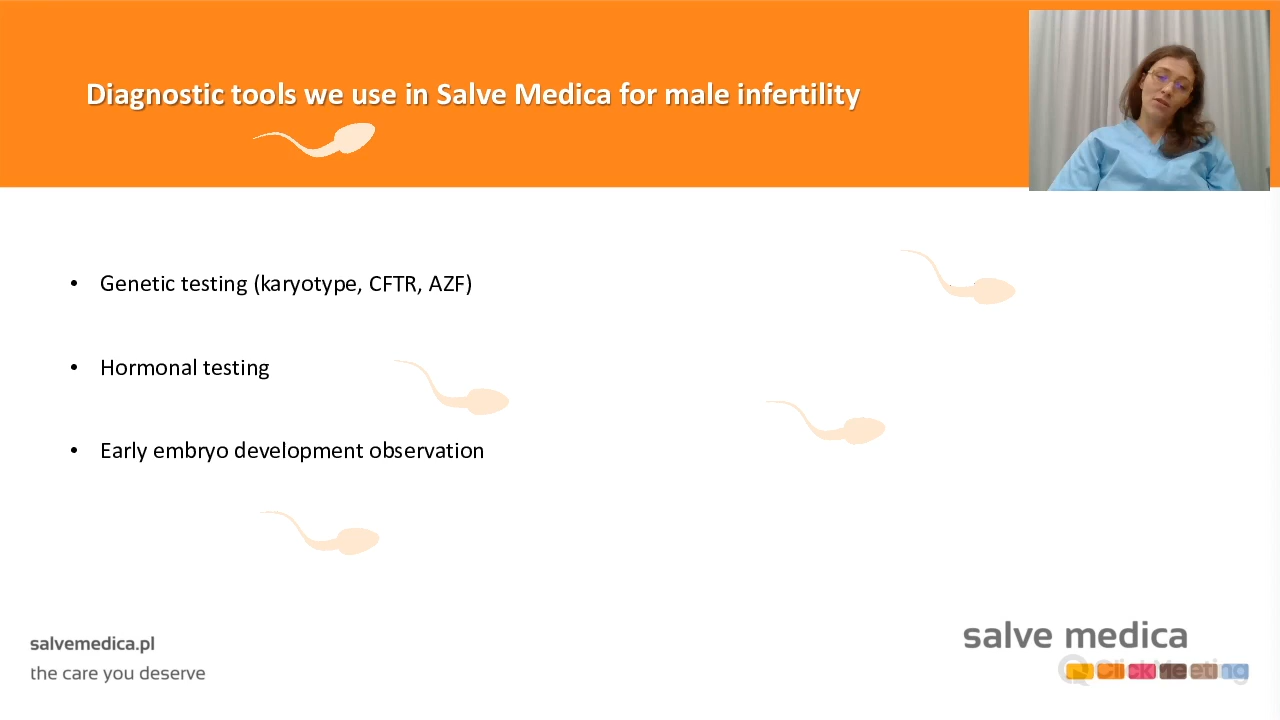 Diagnostic tools we use in Salve Medica for male infertility
• Genetic testing (karyotype, CFTR, AZF)
• Hormonal testing
• Early embryo development observation
salvemedica.pl
the care you deserve
salve medica
ClickMeeting